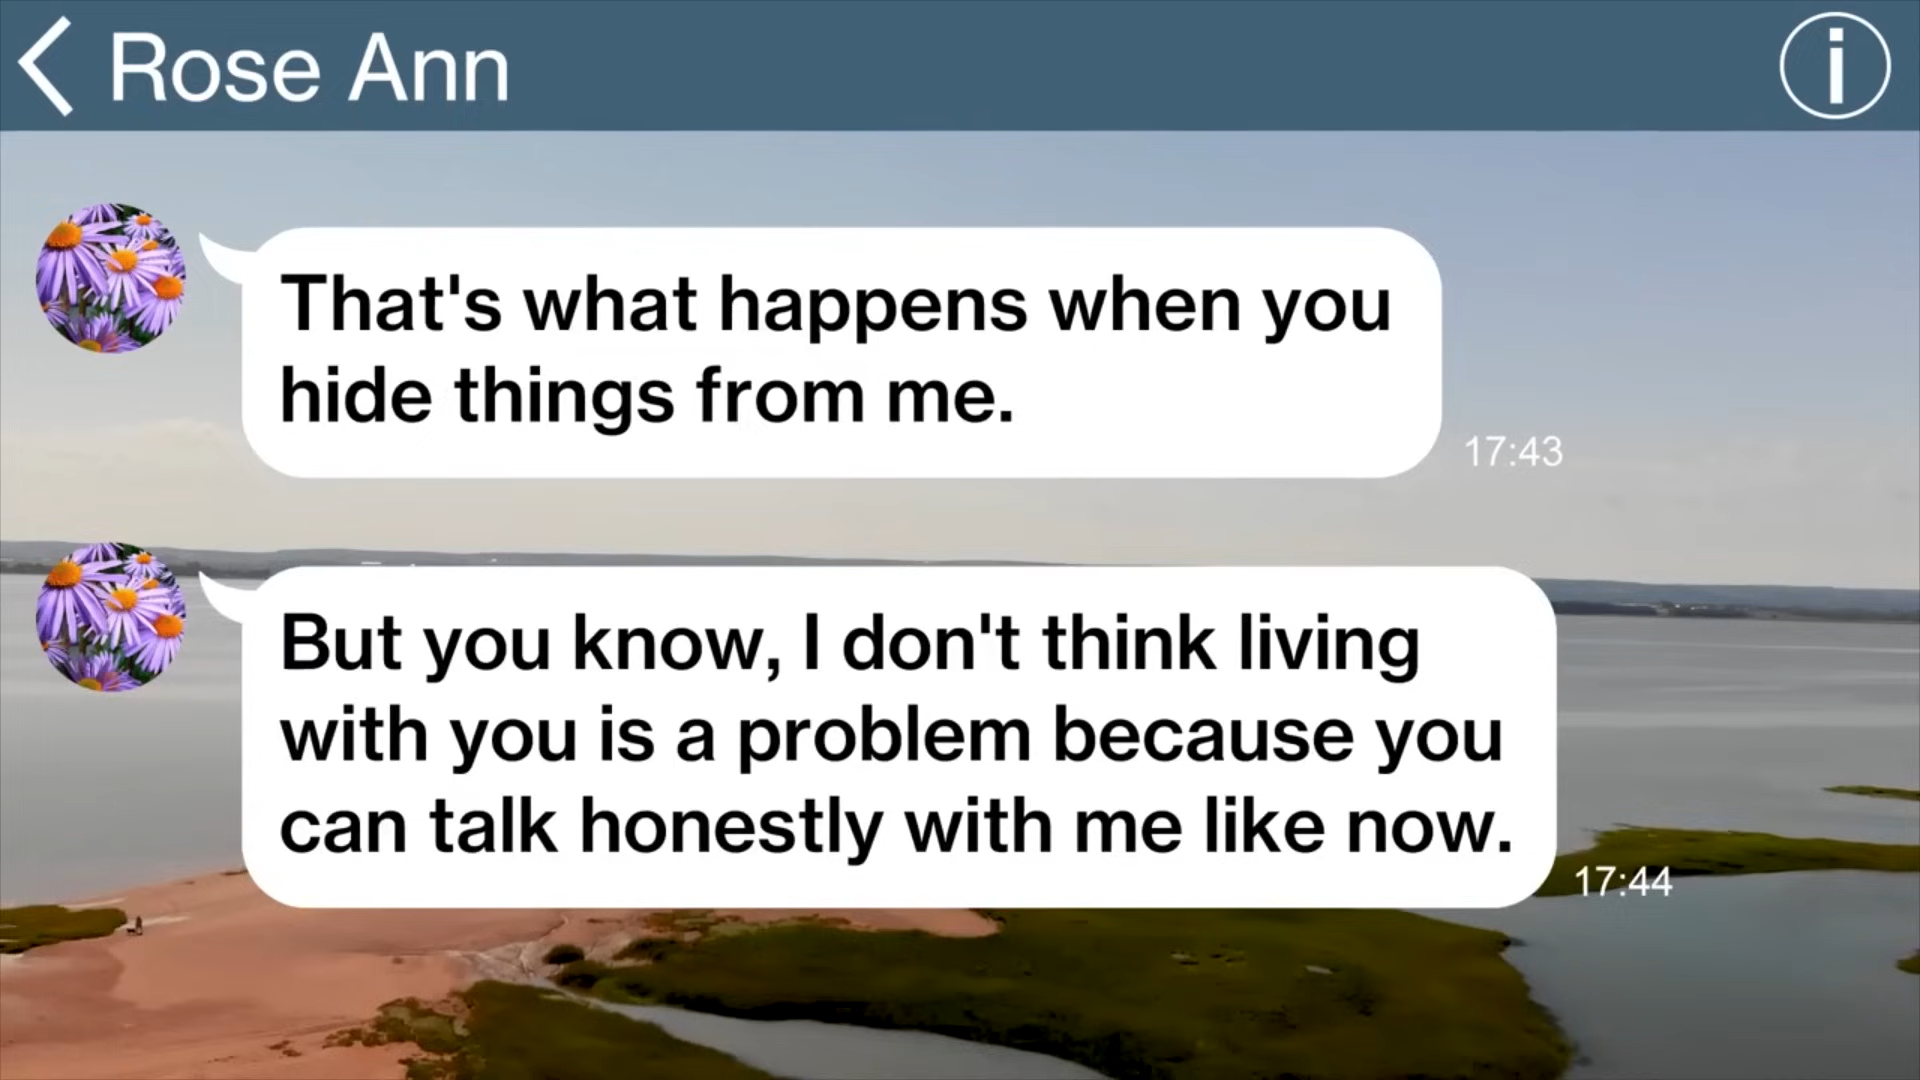 Rose Ann
That's what happens when you
hide things from me.
17:43
But you know, I don't think living
with you is a problem because you
can talk honestly with me like now.
17:44